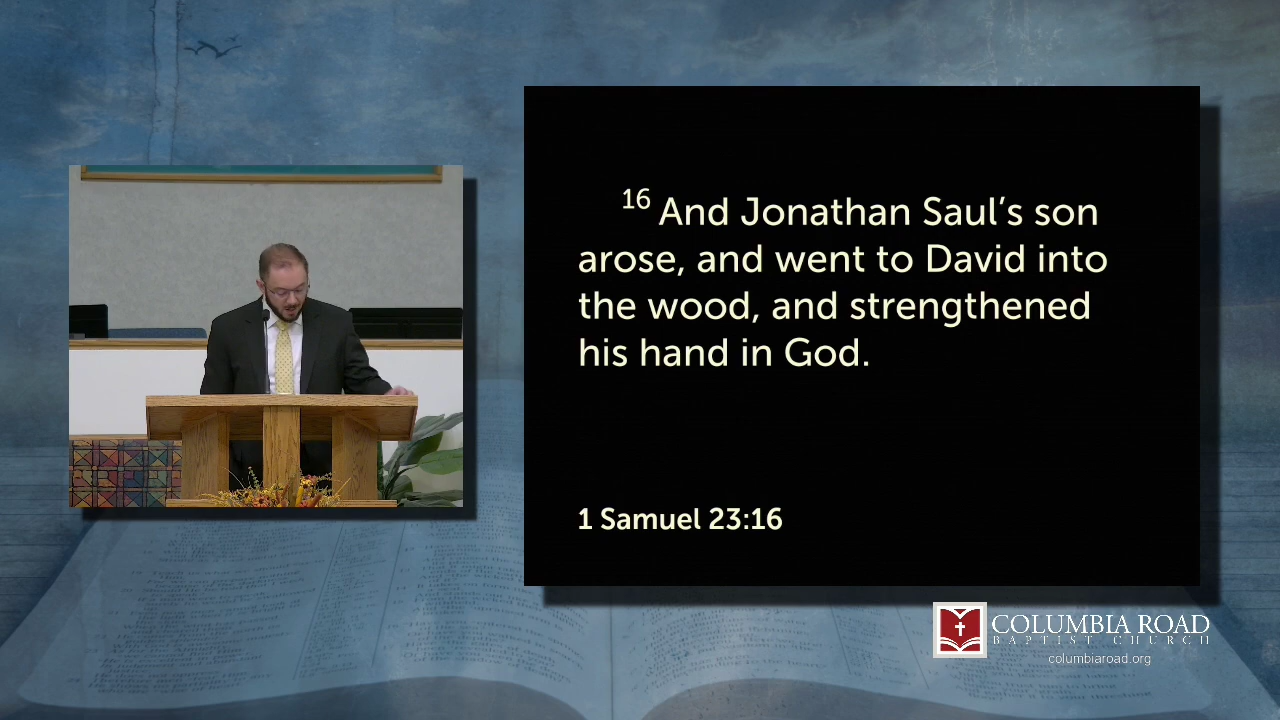 16 And Jonathan Saul’s son
arose, and went to David into
the wood, and strengthened
his hand in God.
1 Samuel 23:16
COLUMBIA ROAD
BAPTIST CHURCH
columbiaroad.org